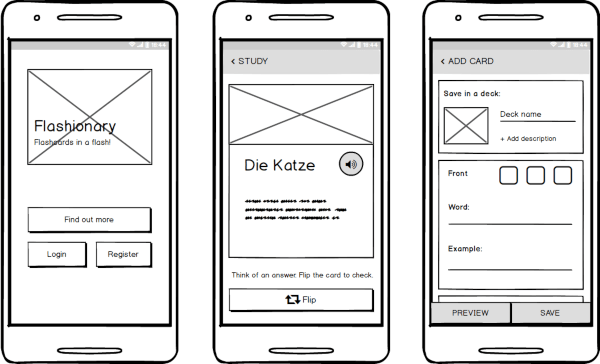 18:44
Flashionary
Flashcards in a flash!
Find out more
Login
Register
18:44
< STUDY
Die Katze
Think of an answer. Flip the card to check.
Flip
18:44
< ADD CARD
Save in a deck:
Deck name
+ Add description
Front
Word:
Example:
PREVIEW
SAVE